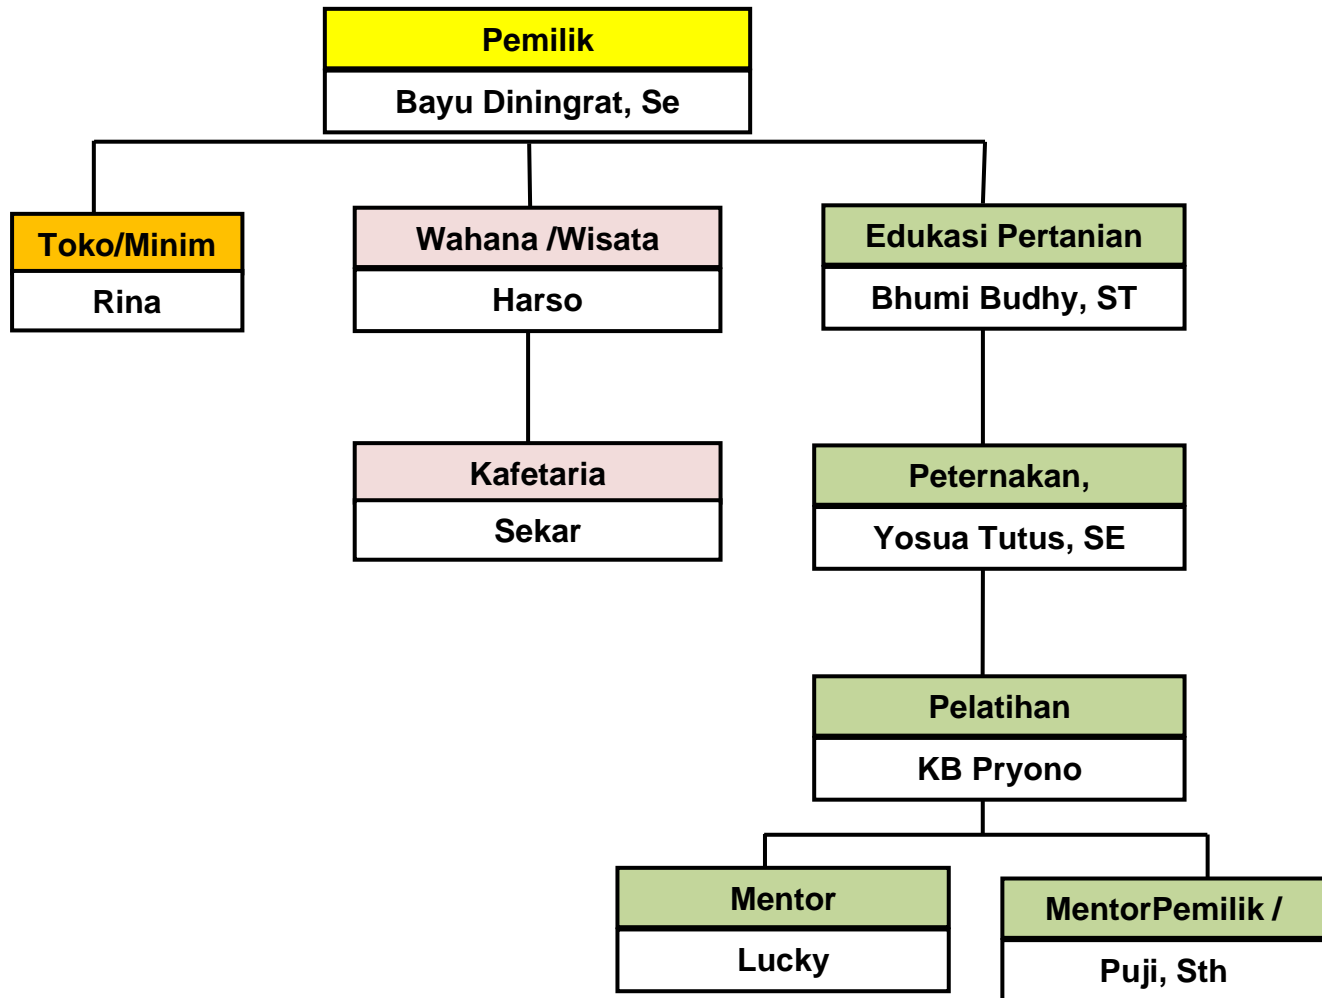 Pemilik
Bayu Diningrat, Se
Toko/Minim
Rina
Wahana /Wisata
Harso
Edukasi Pertanian
Bhumi Budhy, ST
Kafetaria
Sekar
Peternakan,
Yosua Tutus, SE
Pelatihan
KB Pryono
Mentor
Lucky
MentorPemilik /
Puji, Sth